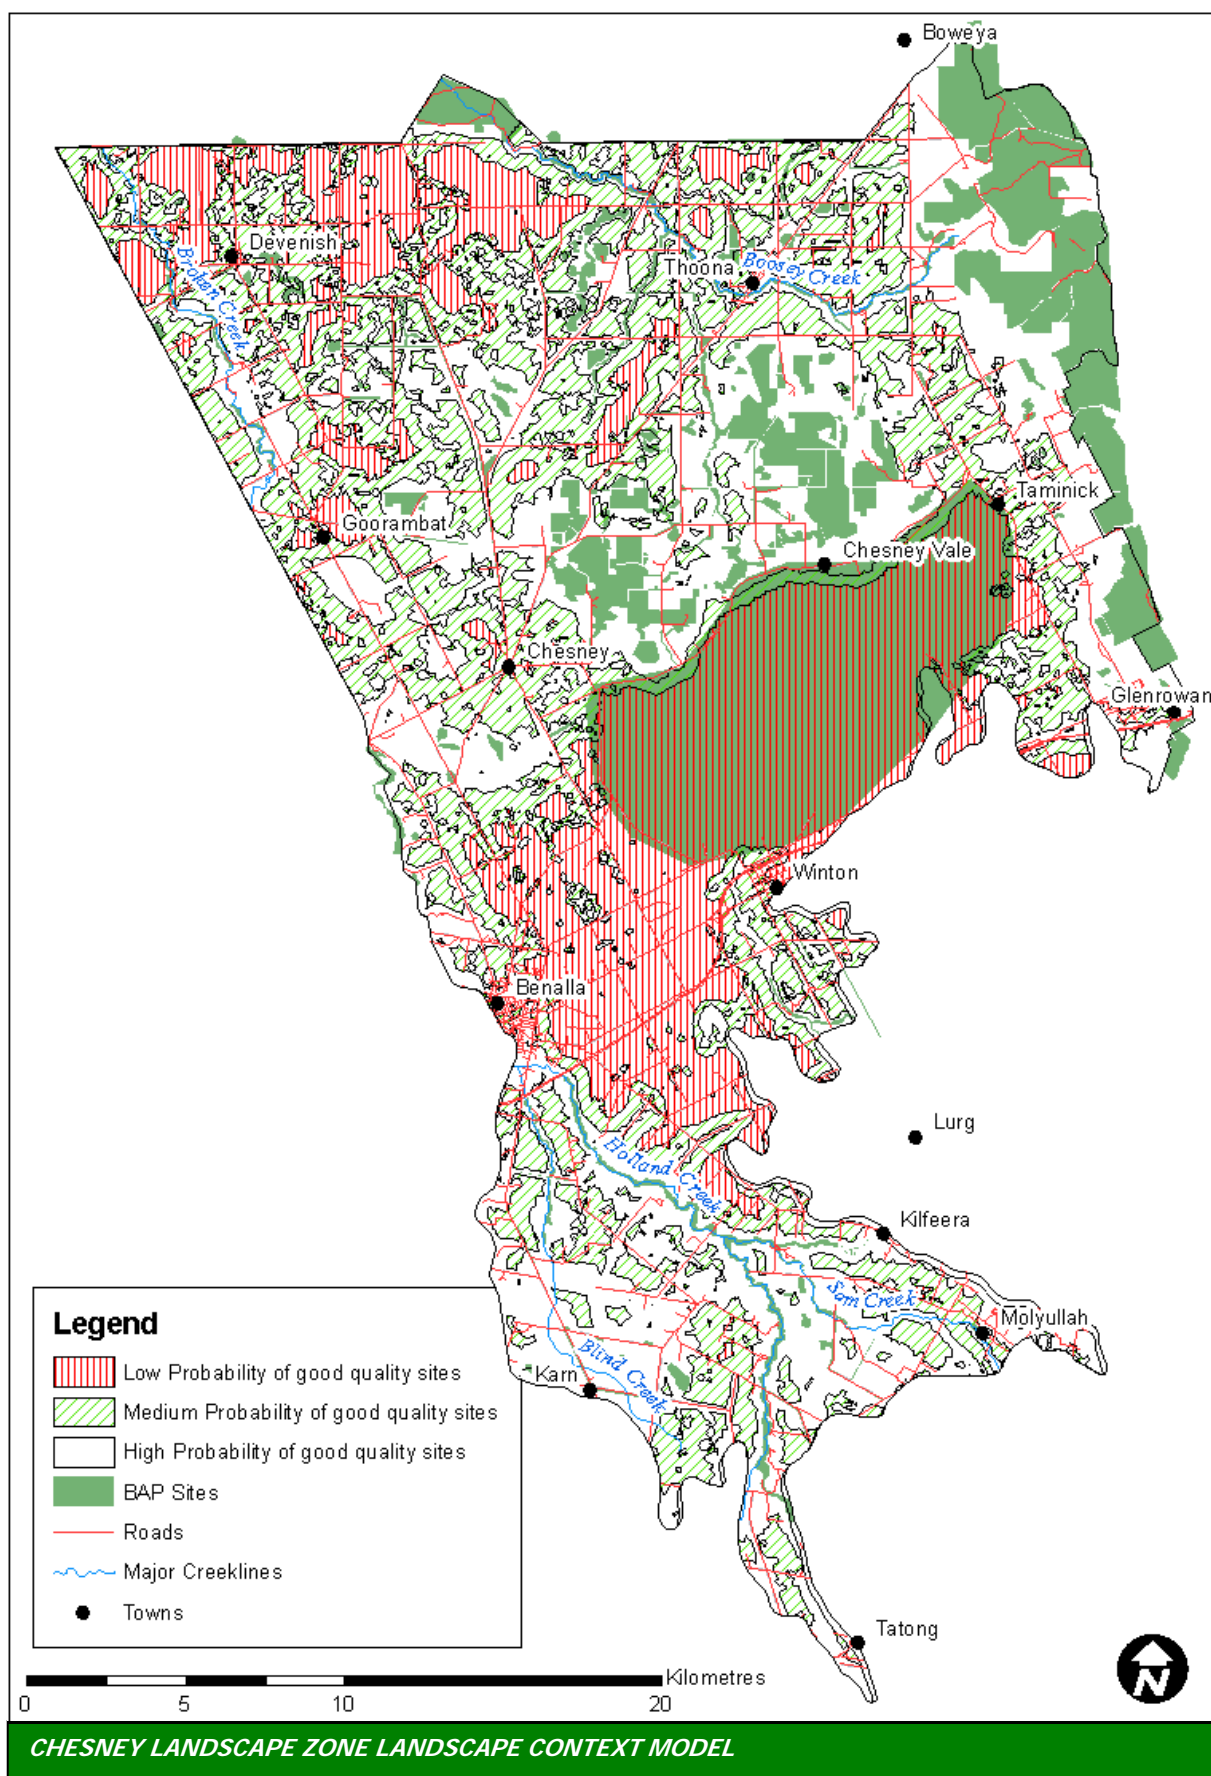 Boweya
Devenish
Thoona
Boosey Creek
Broken Creek
Taminick
Goorambat
Chesney Vale
Chesney
Glenrowan
Winton
Benalla
Lurg
Holland Creek
Kilfeera
Sam Creek
Molyullah
Blind Creek
Karn
Tatong
Legend
Low Probability of good quality sites
Medium Probability of good quality sites
High Probability of good quality sites
BAP Sites
Roads
Major Creeklines
Towns
Kilometres
0 5 10 20
N
CHESNEY LANDSCAPE ZONE LANDSCAPE CONTEXT MODEL